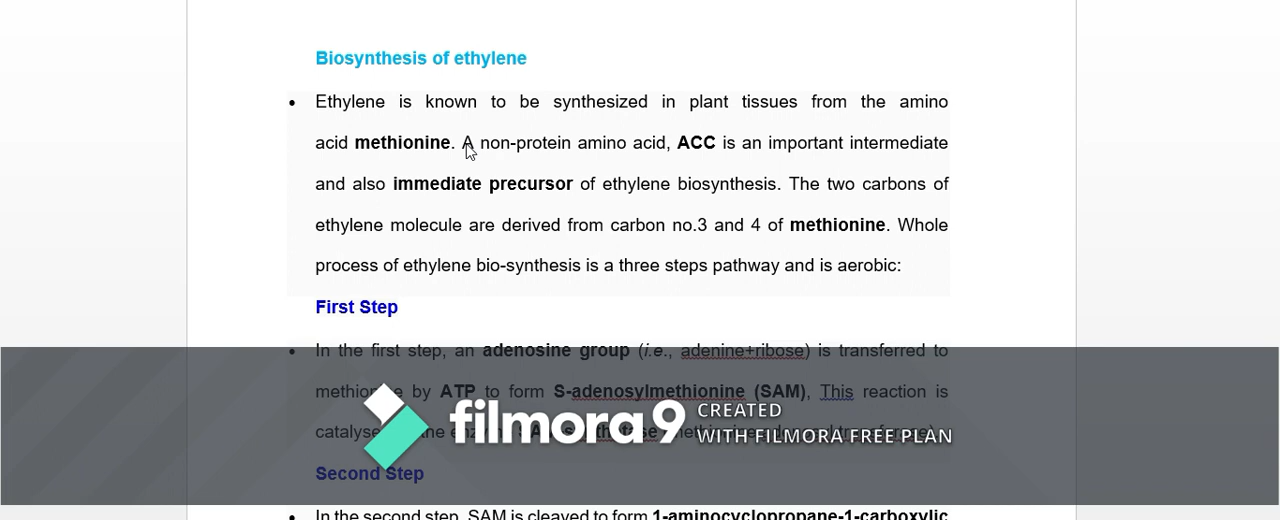 Biosynthesis of ethylene
• Ethylene is known to be synthesized in plant tissues from the amino
acid methionine. A non-protein amino acid, ACC is an important intermediate
and also immediate precursor of ethylene biosynthesis. The two carbons of
ethylene molecule are derived from carbon no.3 and 4 of methionine. Whole
process of ethylene bio-synthesis is a three steps pathway and is aerobic:
First Step
• In the first step, an adenosine group (i.e., adenine+ribose) is transferred to
methionine by ATP to form S-adenosylmethionine (SAM), This reaction is
filmora9 CREATED
WITH FILMORA FREE PLAN
Second Step
• In the second step, SAM is cleaved to form 1-aminocyclopropane-1-carboxylic